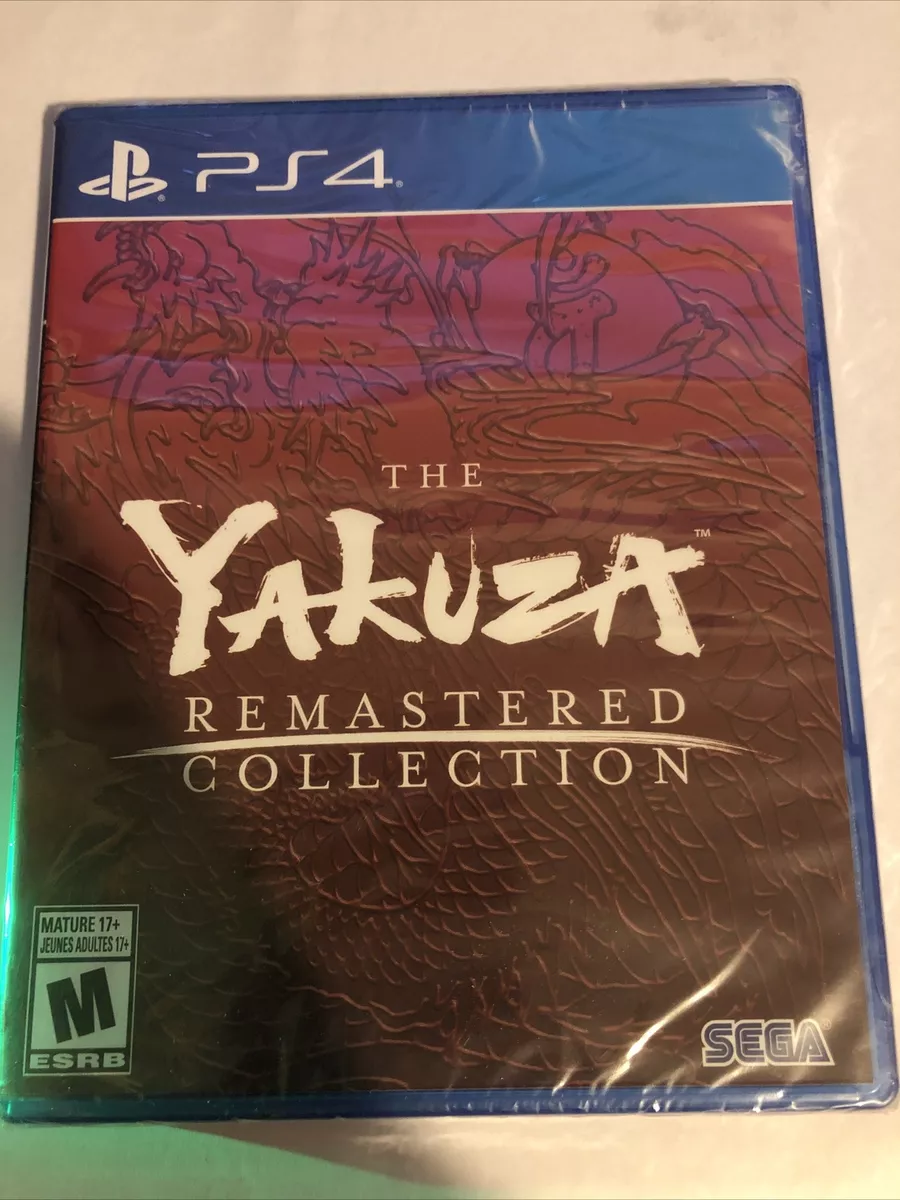 PS4
THE
YAKUZA™
REMASTERED
COLLECTION
MATURE 17+
JEUNES ADULTES 17+
M
ESRB
SEGA®